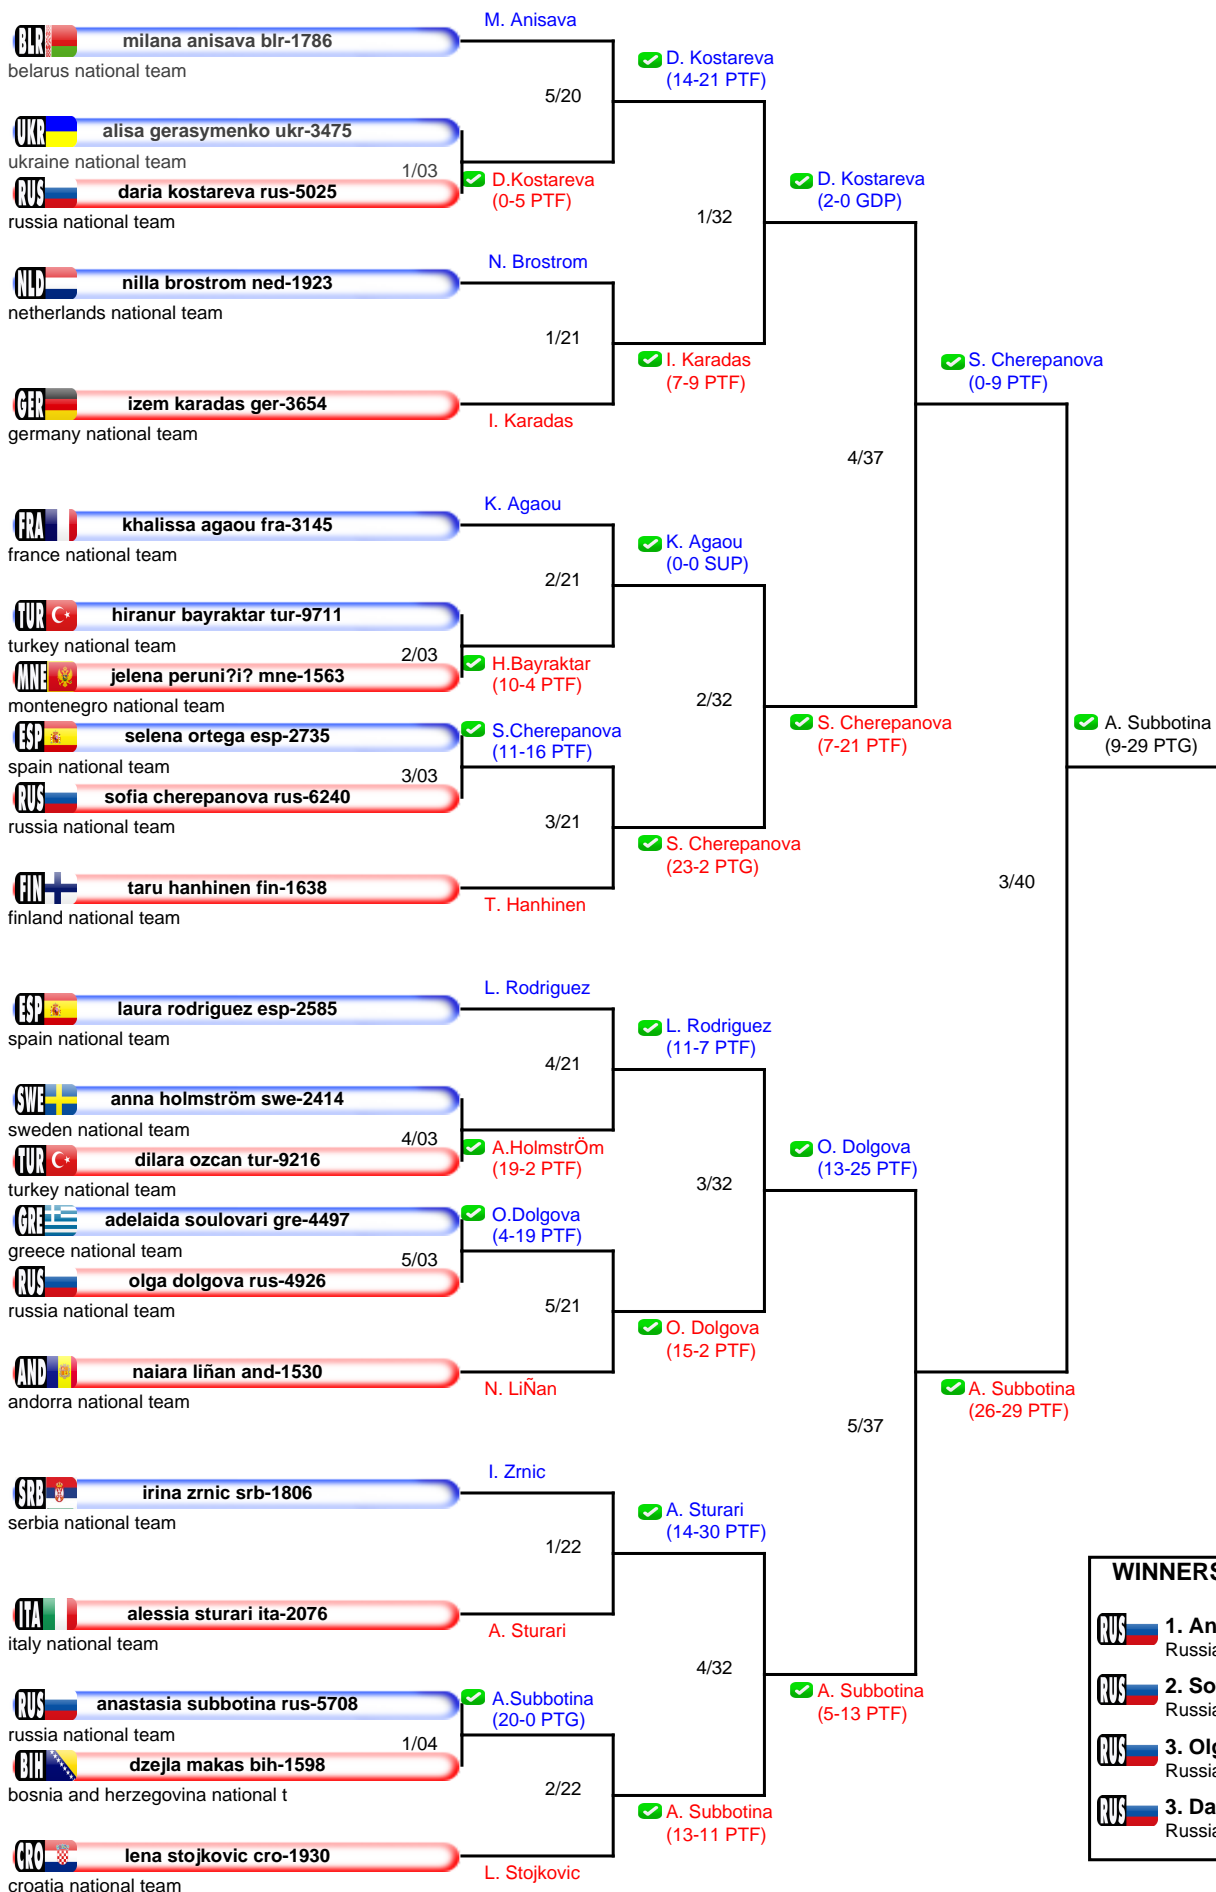 M. Anisava
BLR milana anisava blr-1786
belarus national team
D. Kostareva
(14-21 PTF)
5/20
UKR alisa gerasymenko ukr-3475
ukraine national team
1/03
RUS daria kostareva rus-5025
russia national team
D.Kostareva
(0-5 PTF)
D. Kostareva
(2-0 GDP)
1/32
N. Brostrom
NLD nilla brostrom ned-1923
netherlands national team
1/21
I. Karadas
(7-9 PTF)
S. Cherepanova
(0-9 PTF)
GER izem karadas ger-3654
germany national team
I. Karadas
4/37
K. Agaou
FRA khalissa agaou fra-3145
france national team
K. Agaou
(0-0 SUP)
2/21
TUR hiranur bayraktar tur-9711
turkey national team
2/03
MNE jelena peruni?i? mne-1563
montenegro national team
H.Bayraktar
(10-4 PTF)
2/32
ESP selena ortega esp-2735
spain national team
S.Cherepanova
(11-16 PTF)
S. Cherepanova
(7-21 PTF)
A. Subbotina
(9-29 PTG)
3/03
RUS sofia cherepanova rus-6240
russia national team
3/21
S. Cherepanova
(23-2 PTG)
FIN taru hanhinen fin-1638
finland national team
T. Hanhinen
3/40
L. Rodriguez
ESP laura rodriguez esp-2585
spain national team
L. Rodriguez
(11-7 PTF)
4/21
SWE anna holmström swe-2414
sweden national team
4/03
TUR dilara ozcan tur-9216
turkey national team
A.HolmstrÖm
(19-2 PTF)
O. Dolgova
(13-25 PTF)
3/32
GRE adelaida soulovari gre-4497
greece national team
O.Dolgova
(4-19 PTF)
5/03
RUS olga dolgova rus-4926
russia national team
5/21
O. Dolgova
(15-2 PTF)
AND naiara liñan and-1530
andorra national team
N. LiÑan
A. Subbotina
(26-29 PTF)
5/37
I. Zrnic
SRB irina zrnic srb-1806
serbia national team
A. Sturari
(14-30 PTF)
1/22
ITA alessia sturari ita-2076
italy national team
A. Sturari
4/32
RUS anastasia subbotina rus-5708
russia national team
A.Subbotina
(20-0 PTG)
A. Subbotina
(5-13 PTF)
1/04
BIH dzejla makas bih-1598
bosnia and herzegovina national t
2/22
A. Subbotina
(13-11 PTF)
CRO lena stojkovic cro-1930
croatia national team
L. Stojkovic
WINNERS
RUS 1. An
Russia
RUS 2. So
Russia
RUS 3. Olg
Russia
RUS 3. Da
Russia